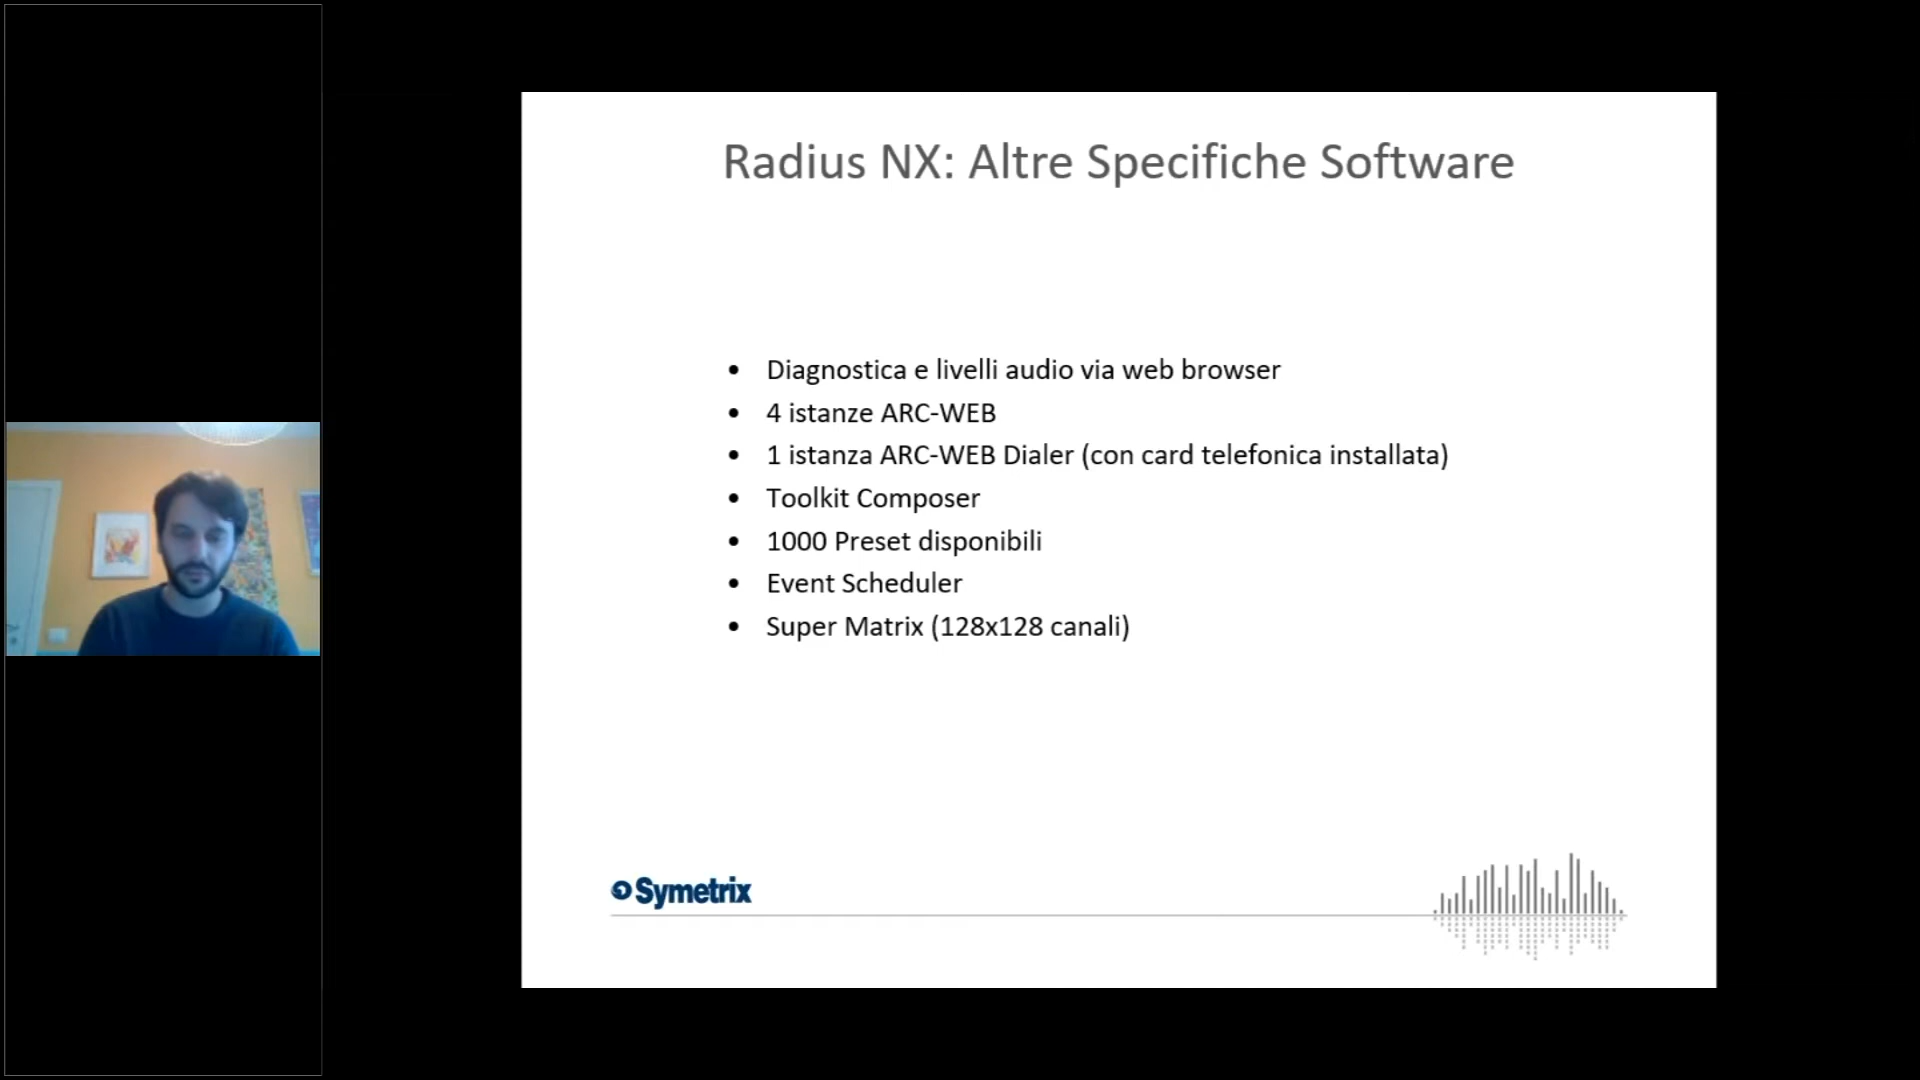 Radius NX: Altre Specifiche Software
• Diagnostica e livelli audio via web browser
• 4 istanze ARC-WEB
• 1 istanza ARC-WEB Dialer (con card telefonica installata)
• Toolkit Composer
• 1000 Preset disponibili
• Event Scheduler
• Super Matrix (128x128 canali)
Symetrix